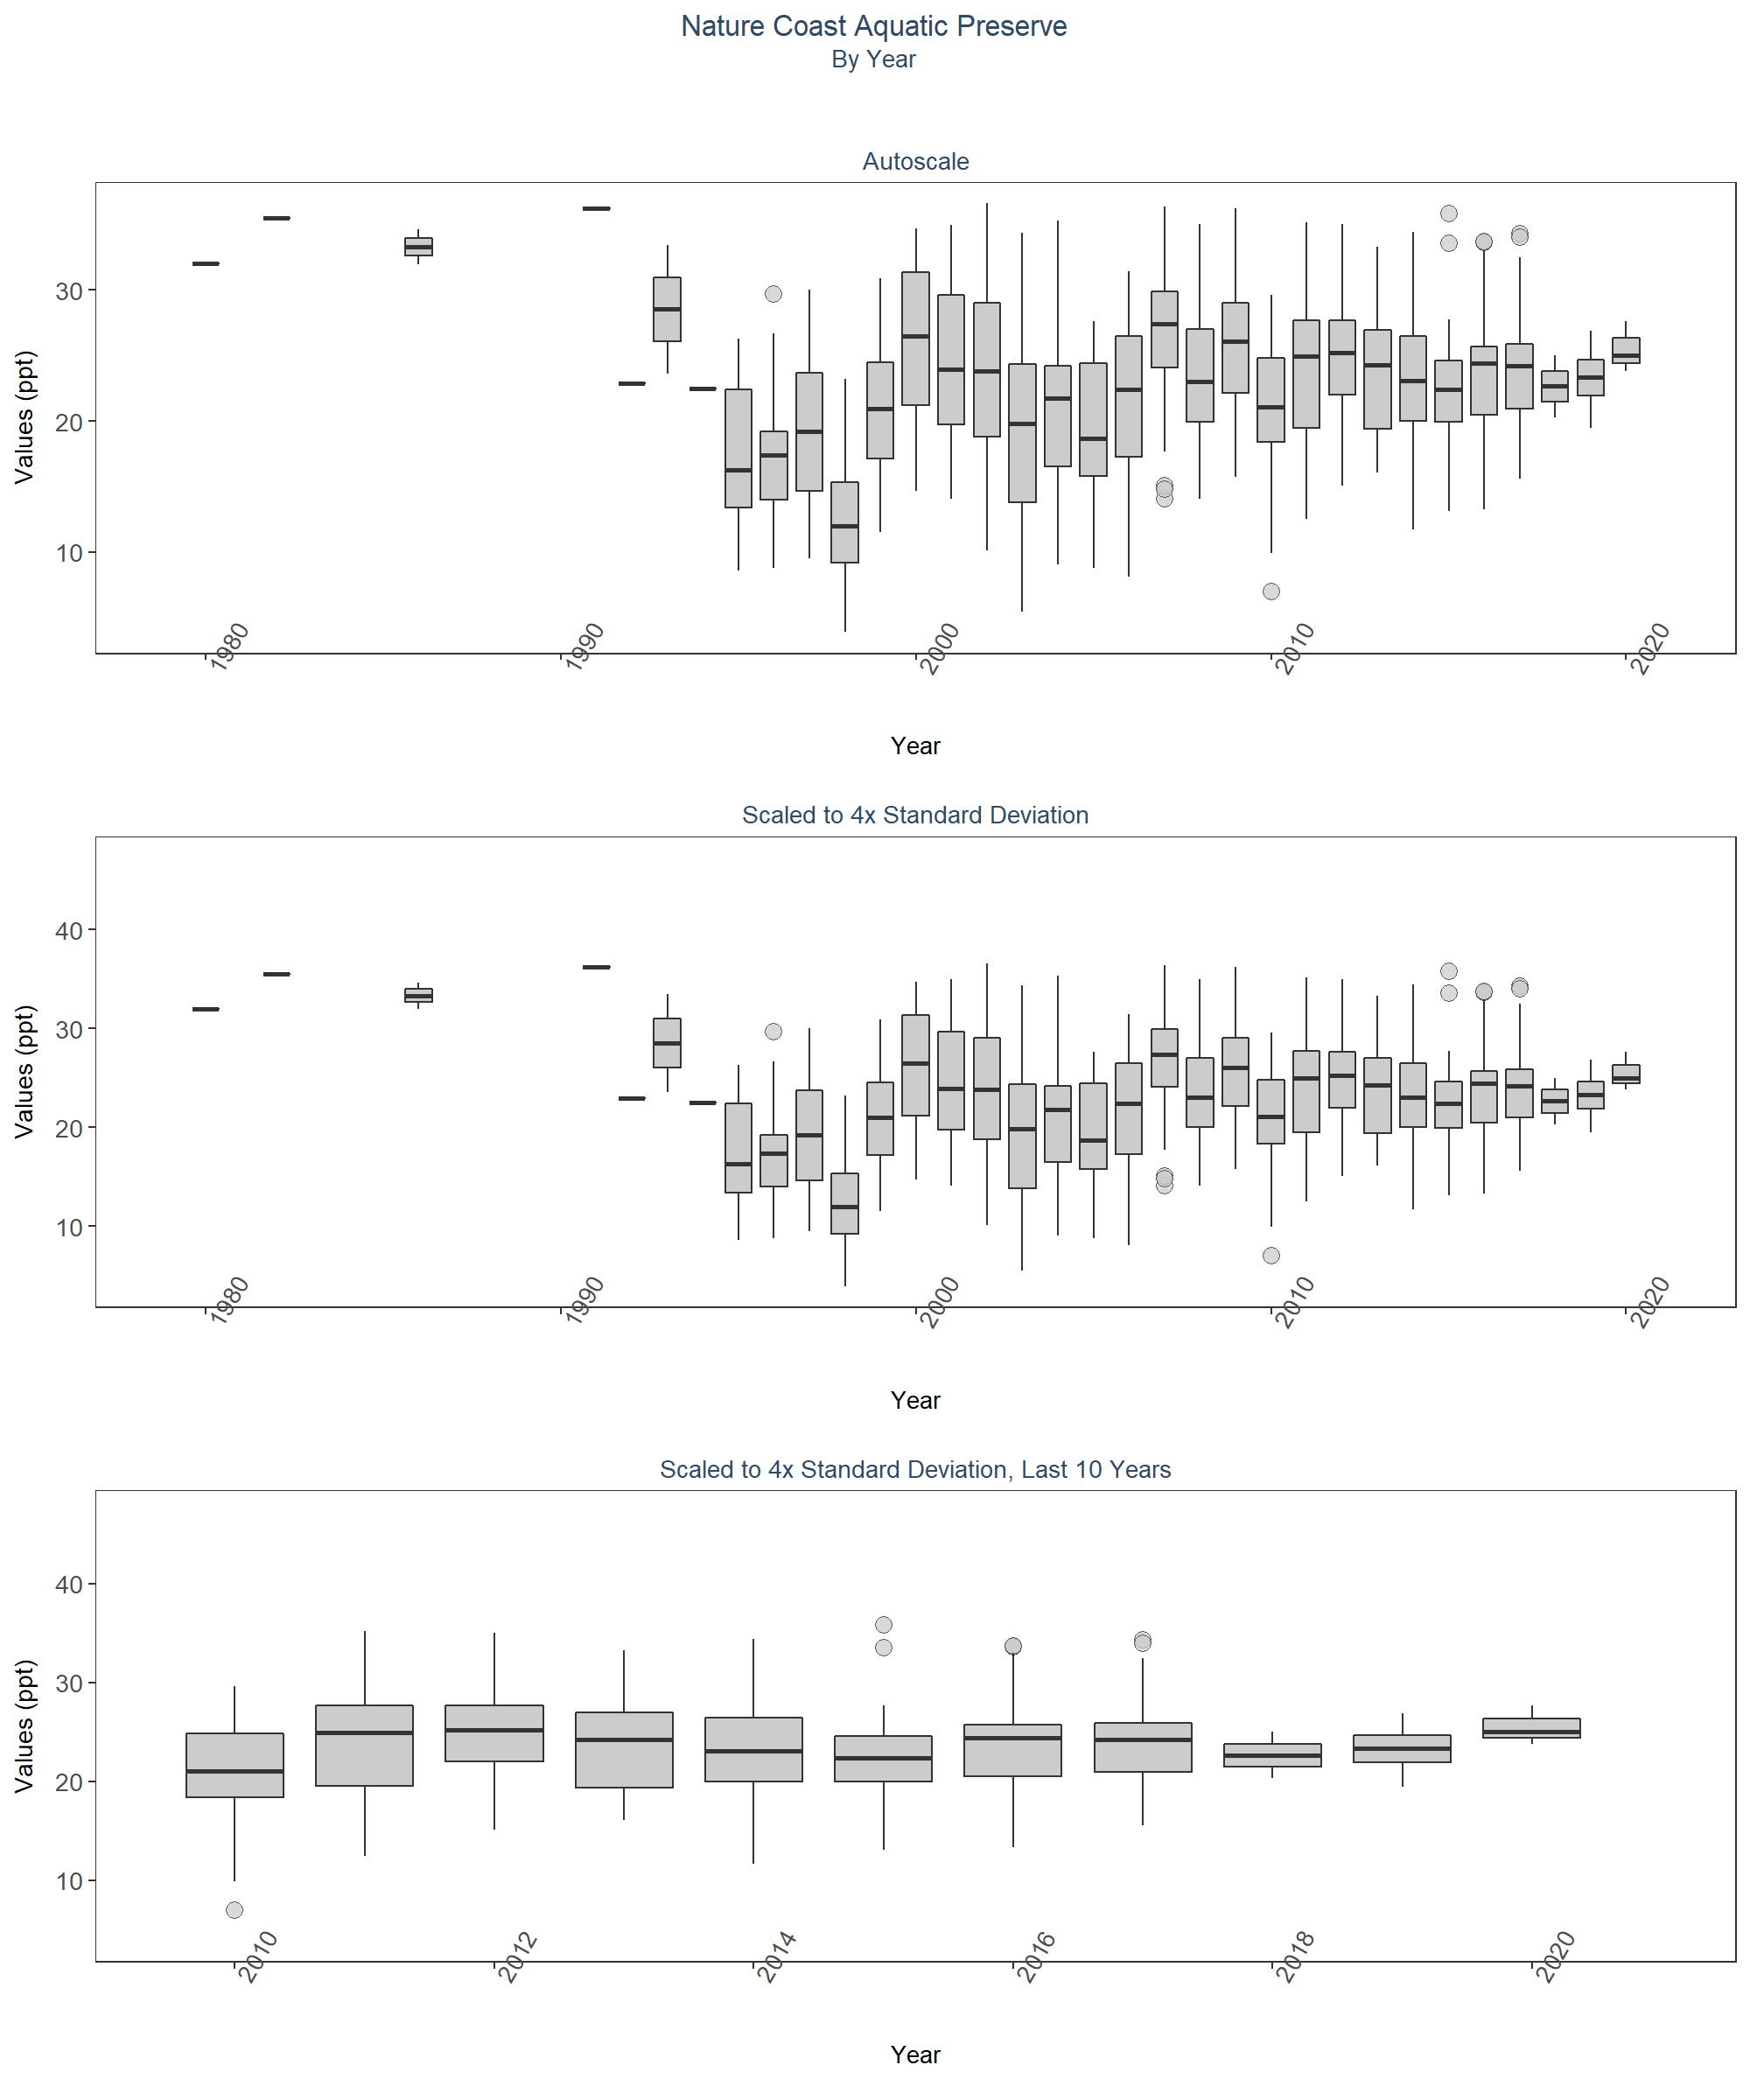 Nature Coast Aquatic Preserve
By Year
Autoscale
Values (ppt)
30
20
10
1980 1990 2000 2010 2020
Year
Scaled to 4x Standard Deviation
Values (ppt)
40
30
20
10
1980 1990 2000 2010 2020
Year
Scaled to 4x Standard Deviation, Last 10 Years
Values (ppt)
40
30
20
10
2010 2012 2014 2016 2018 2020
Year